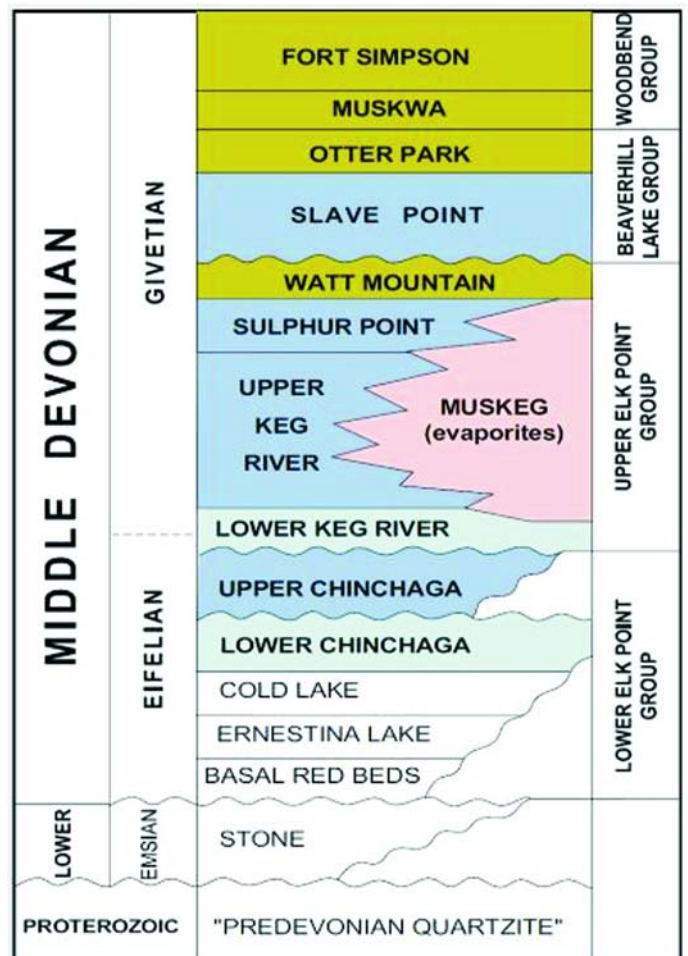 MIDDLE DEVONIAN
LOWER
GIVETIAN
EIFELIAN
EMSIAN
PROTEROZOIC
FORT SIMPSON
MUSKWA
OTTER PARK
SLAVE POINT
WATT MOUNTAIN
SULPHUR POINT
UPPER
KEG
RIVER
MUSKEG
(evaporites)
LOWER KEG RIVER
UPPER CHINCHAGA
LOWER CHINCHAGA
COLD LAKE
ERNESTINA LAKE
BASAL RED BEDS
STONE
"PREDEVONIAN QUARTZITE"
WOODBEND
GROUP
BEAVERHILL
LAKE GROUP
UPPER ELK POINT
GROUP
LOWER ELK POINT
GROUP